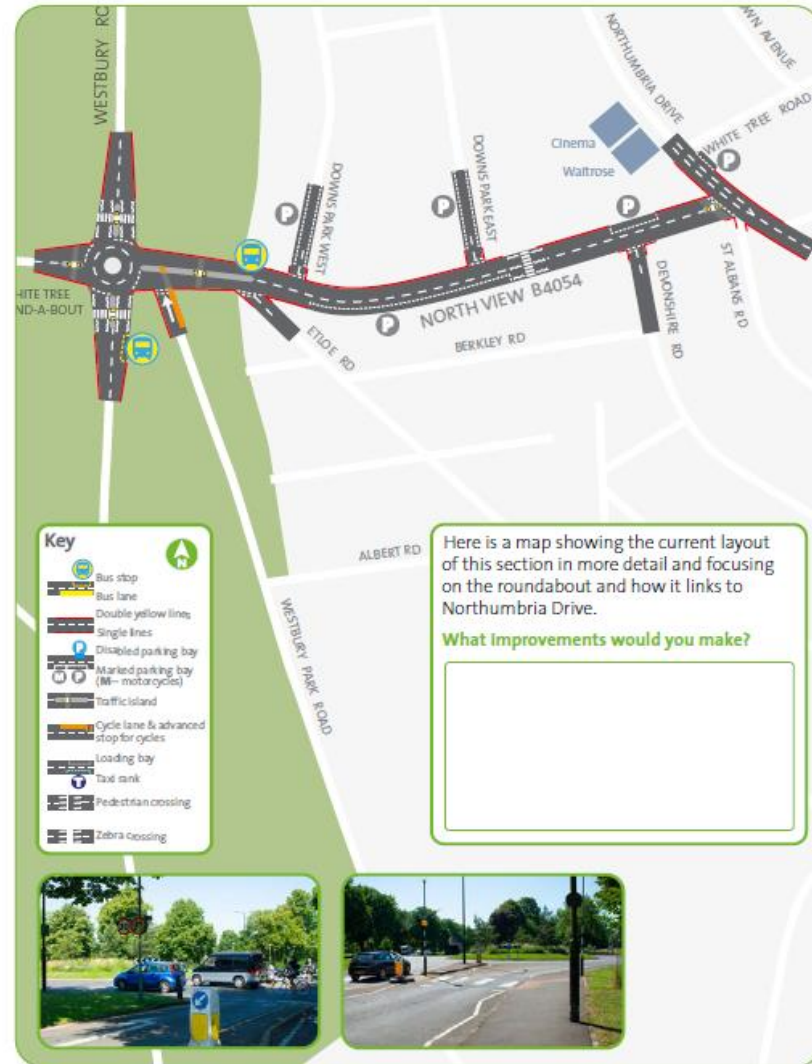 WESTBURY RC
NORTHUMBRIA DRIVE
WN AVENUE
WHITE TREE ROAD
Cinema
Waitrose
P
P
P
P
P
DOWNS PARK WEST
DOWNS PARK EAST
HITE TREE
ND-A-BOUT
NORTH VIEW B4054
ST ALBANS RD
DEVONSHIRE RD
ETLOE RD
BERKLEY RD
ALBERT RD
WESTBURY PARK ROAD
Key
N
Bus stop
Bus lane
Double yellow lines
Single lines
P
Disabled parking bay
M P
Marked parking bay
(M– motorcycles)
Traffic island
Cycle lane & advanced
stop for cycles
Loading bay
T
Taxi rank
Pedestrian crossing
Zebra crossing
Here is a map showing the current layout
of this section in more detail and focusing
on the roundabout and how it links to
Northumbria Drive.
What improvements would you make?